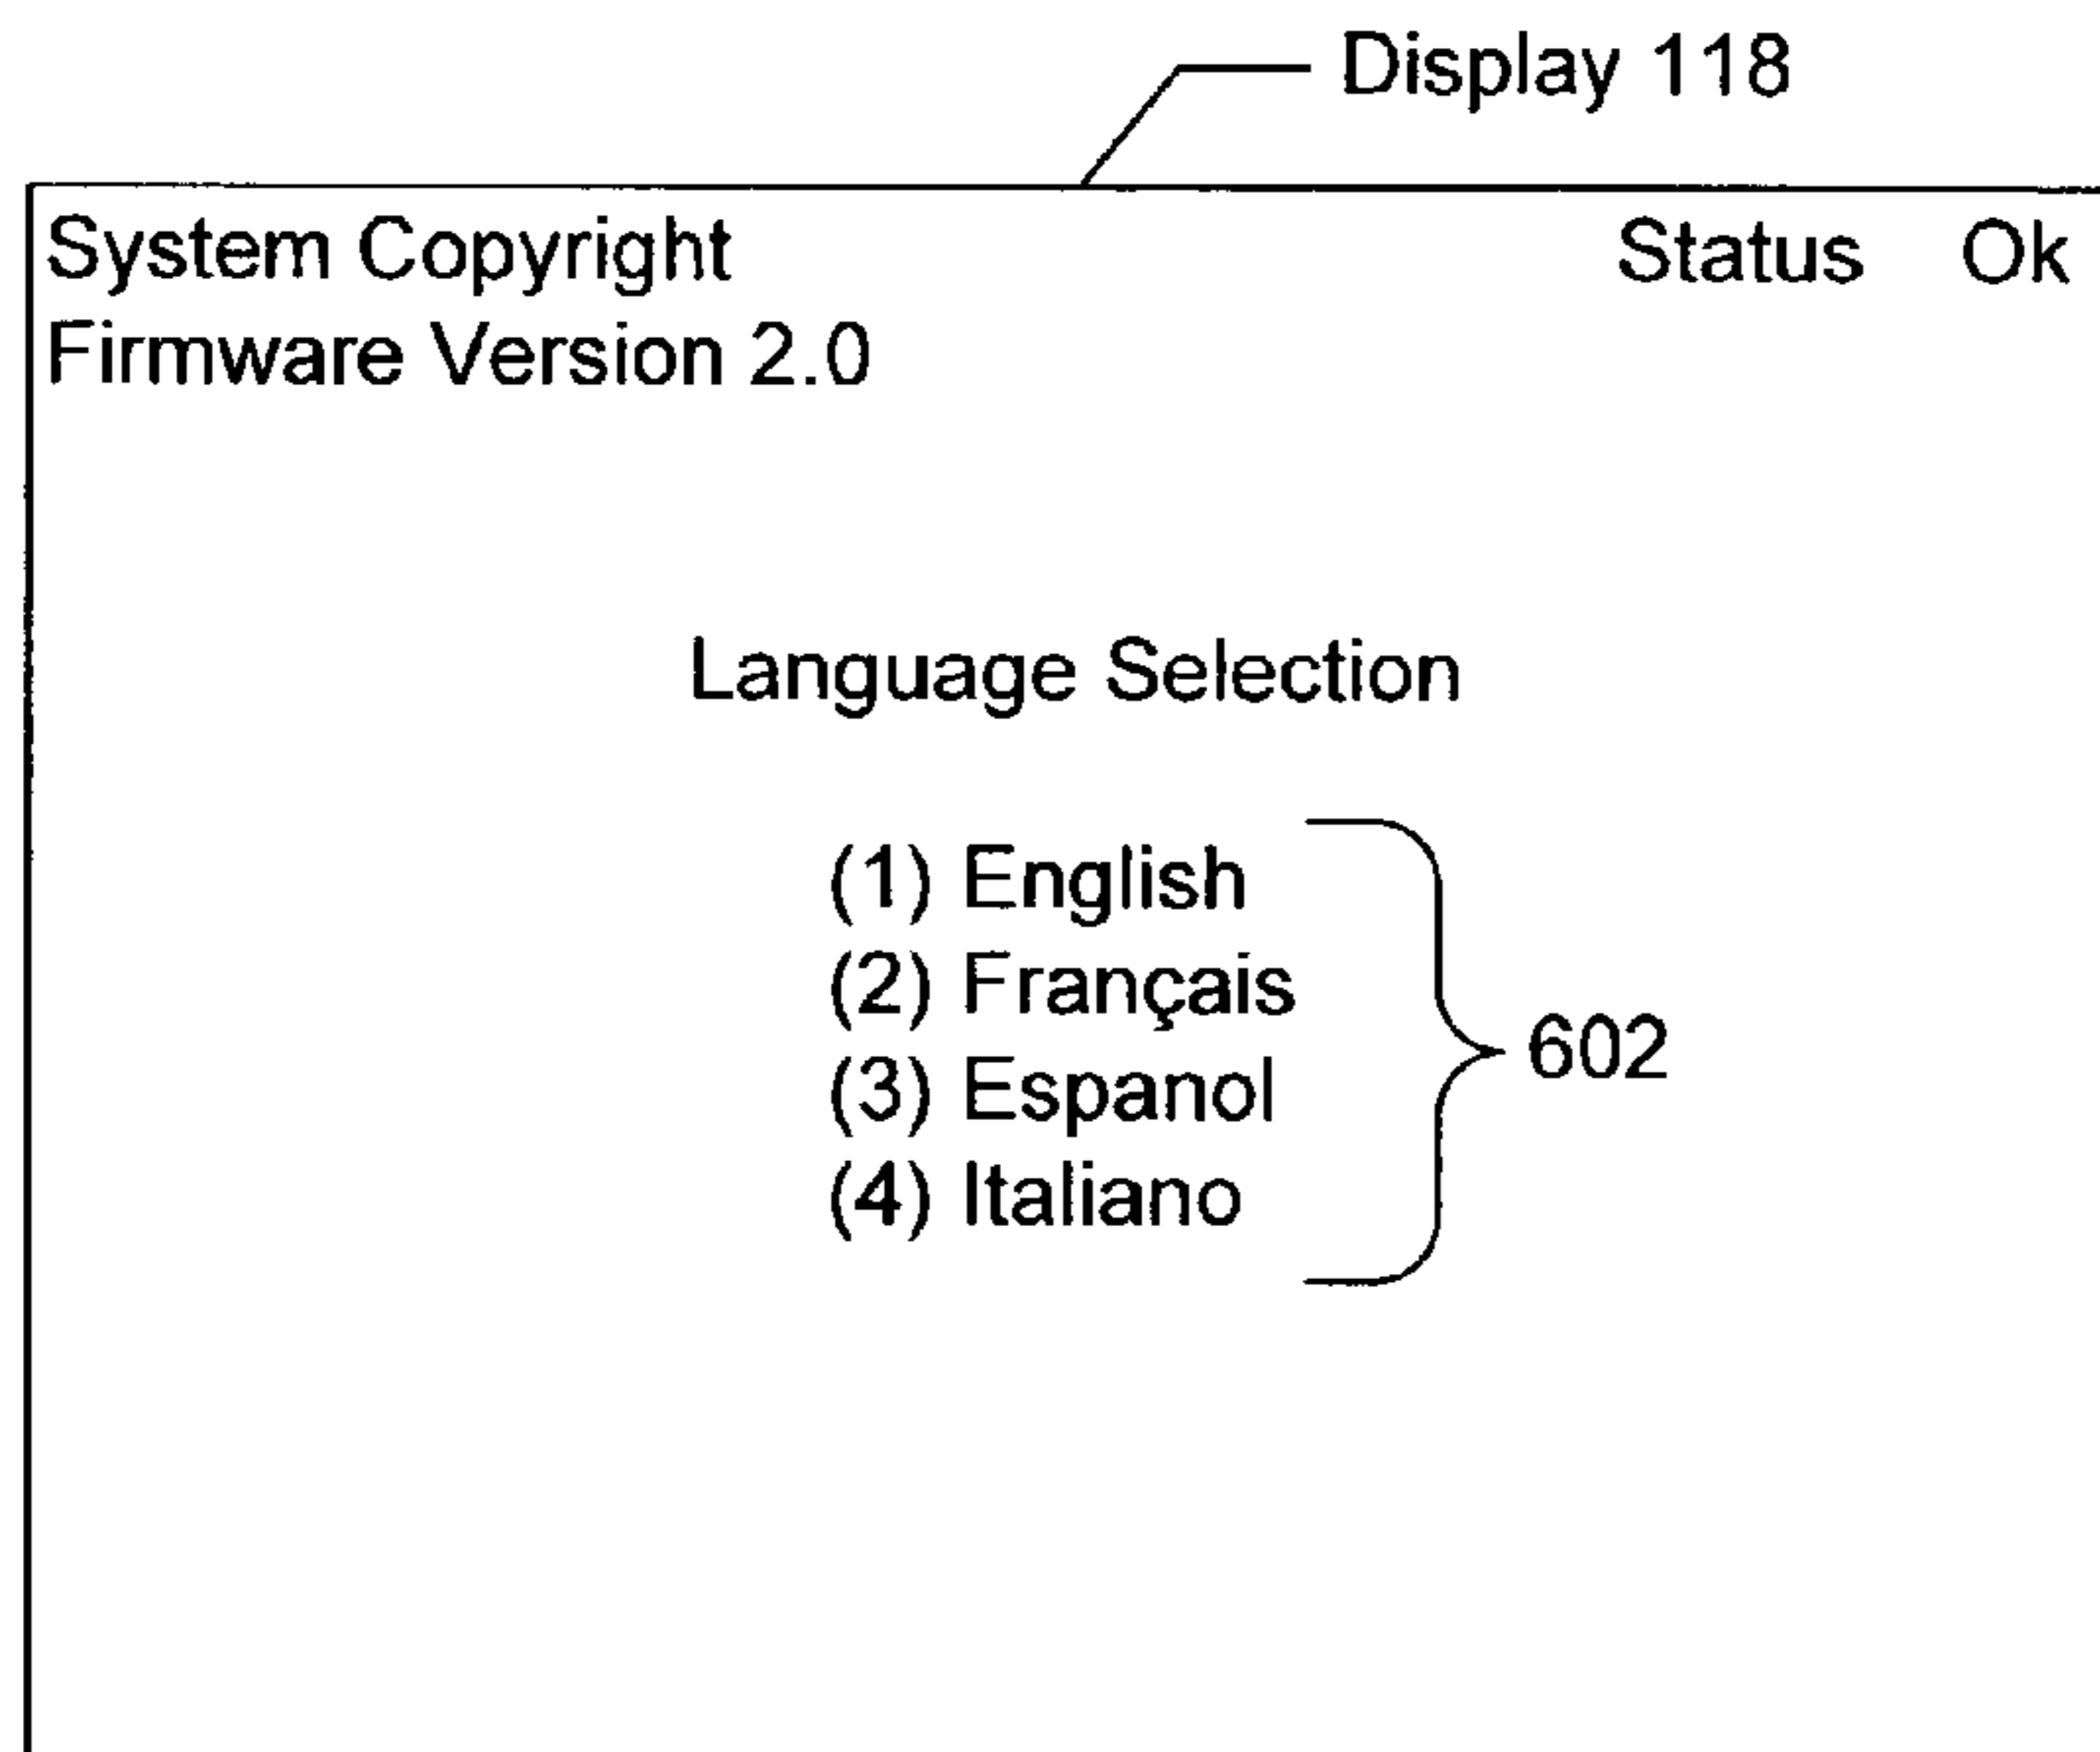 Display 118
System Copyright Status Ok
Firmware Version 2.0
Language Selection
(1) English
(2) Français
(3) Espanol
(4) Italiano
602